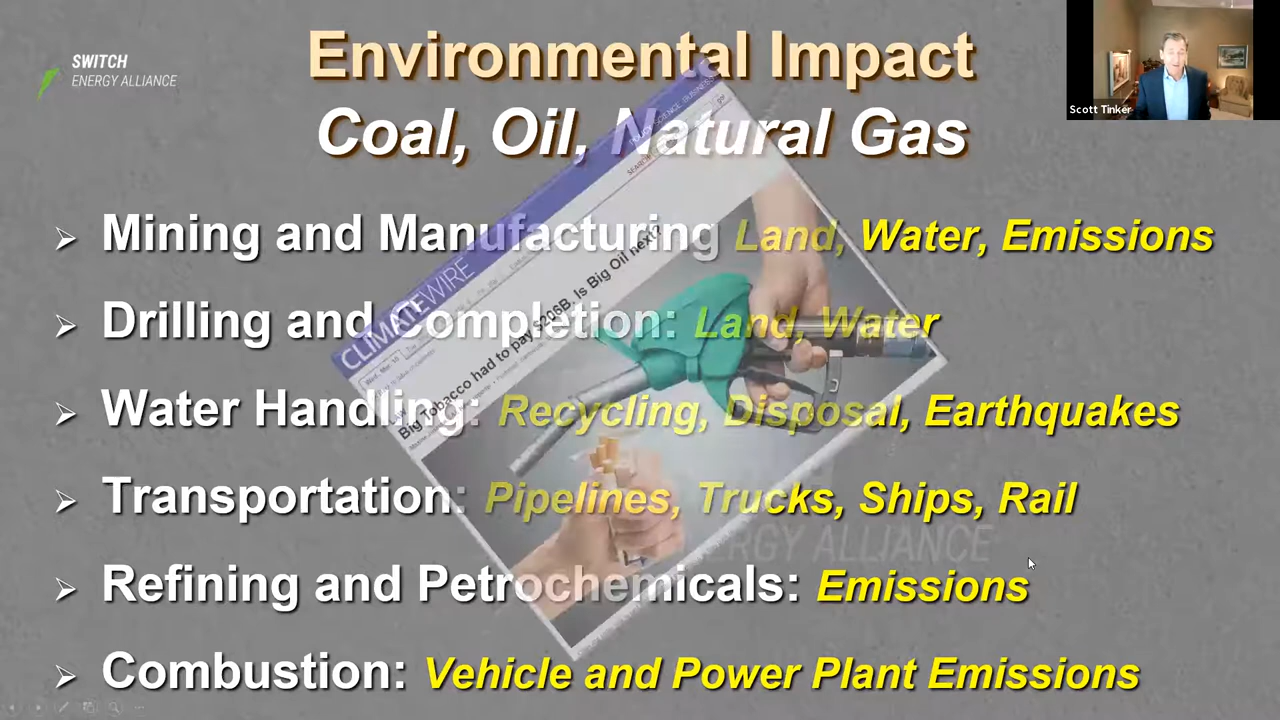 SWITCH
ENERGY ALLIANCE
Environmental Impact
Coal, Oil, Natural Gas
Scott Tinker
Mining and Manufacturing Land, Water, Emissions
Drilling and Completion: Land, Water
Water Handling: Recycling, Disposal, Earthquakes
Transportation: Pipelines, Trucks, Ships, Rail
Refining and Petrochemicals: Emissions
Combustion: Vehicle and Power Plant Emissions
CLIMATEWIRE
Big Tobacco had to pay $206B. Is Big Oil next?
ENERGY ALLIANCE